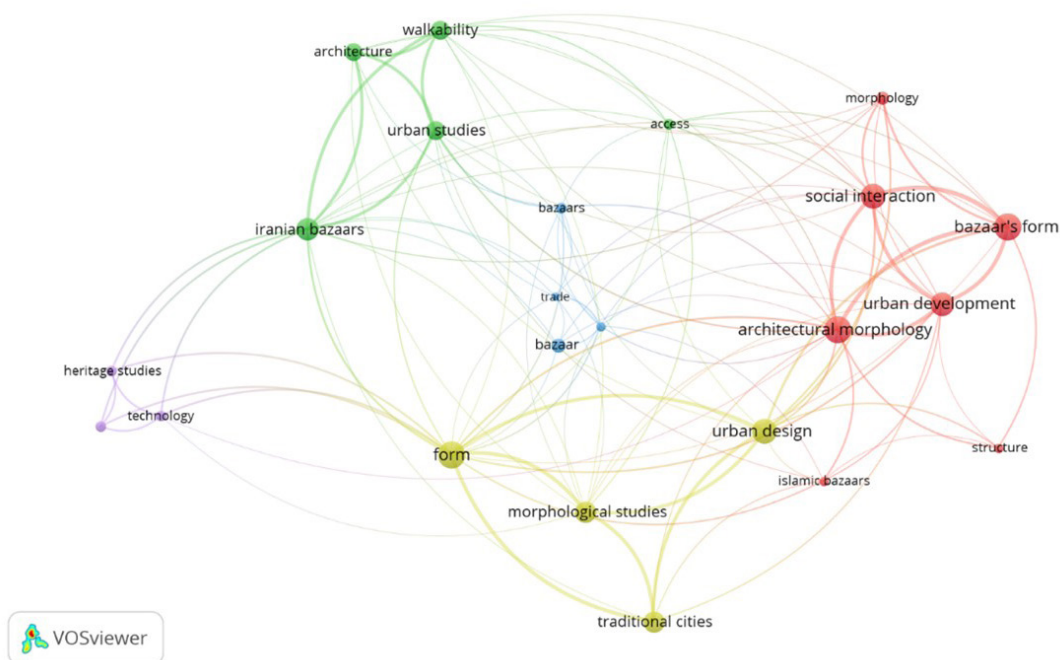 walkability
architecture
morphology
access
urban studies
social interaction
bazaars
bazaar's form
iranian bazaars
trade
urban development
architectural morphology
bazaar
heritage studies
technology
urban design
structure
form
islamic bazaars
morphological studies
traditional cities
VOSviewer